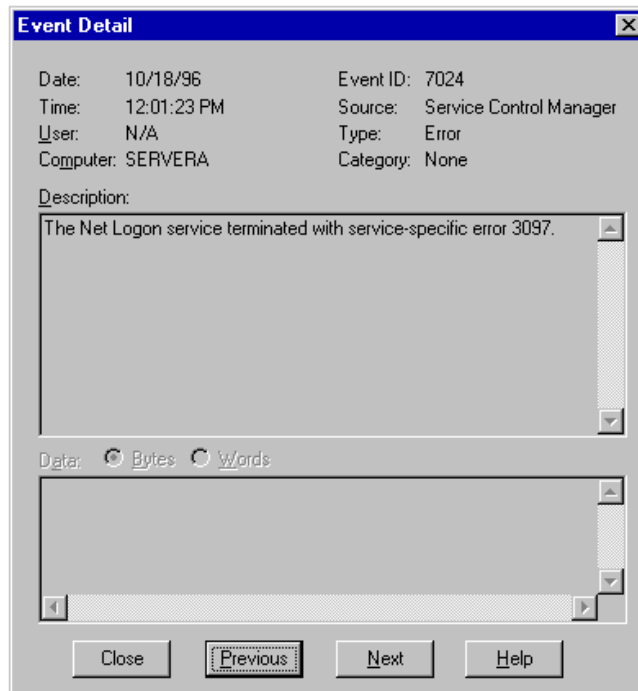 Event Detail
Date: 10/18/96 Event ID: 7024
Time: 12:01:23 PM Source: Service Control Manager
User: N/A Type: Error
Computer: SERVERA Category: None
Description:
The Net Logon service terminated with service-specific error 3097.
Data: Bytes Words
Close Previous Next Help